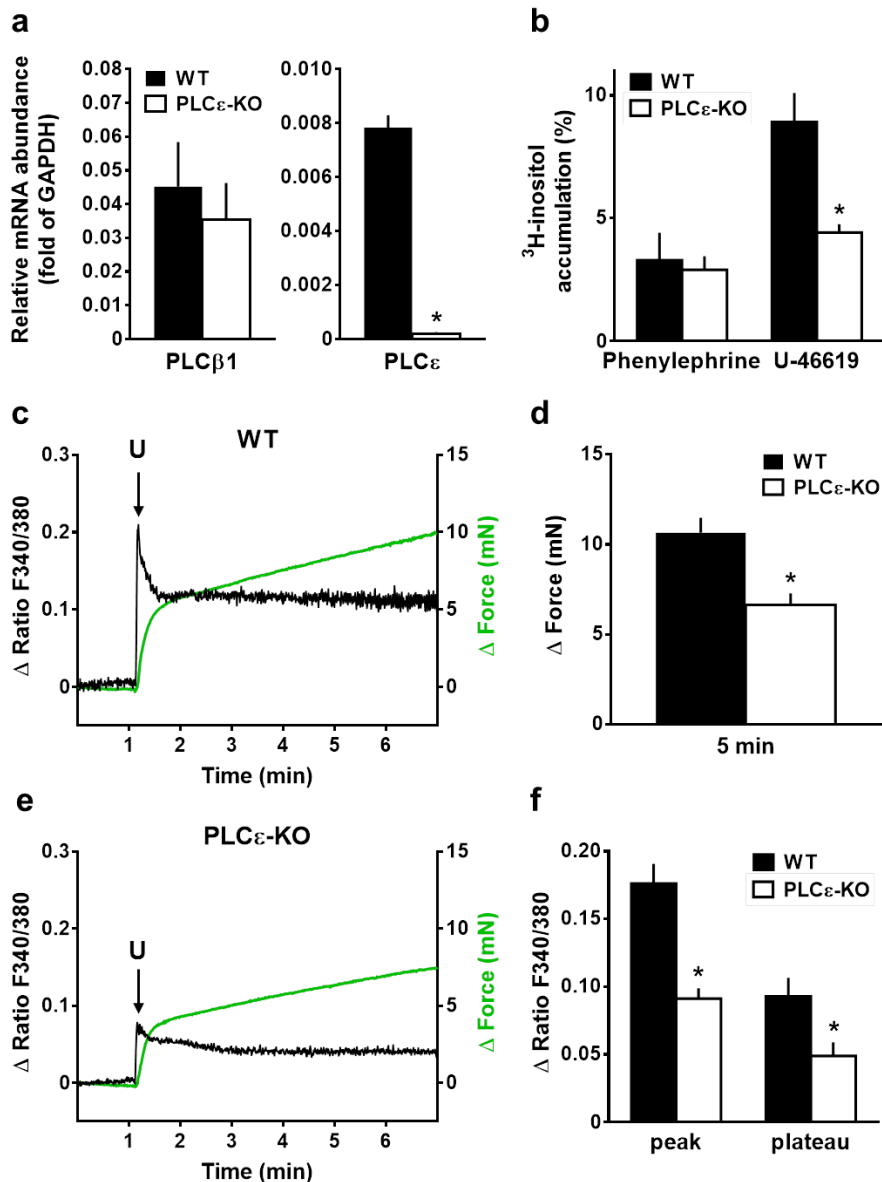 a
WT
PLCε-KO
Relative mRNA abundance
(fold of GAPDH)
0.08
0.07
0.06
0.05
0.04
0.03
0.02
0.01
0
PLCβ1
0.010
0.008
0.006
0.004
0.002
0.000
*
PLCε
b
WT
PLCε-KO
³H-inositol
accumulation (%)
10
5
0
*
Phenylephrine U-46619
c
WT
U
Δ Ratio F340/380
0.3
0.2
0.1
0
15
10
5
0
Δ Force (mN)
1 2 3 4 5 6
Time (min)
d
WT
PLCε-KO
Δ Force (mN)
15
10
5
0
*
5 min
e
PLCε-KO
U
Δ Ratio F340/380
0.3
0.2
0.1
0
15
10
5
0
Δ Force (mN)
1 2 3 4 5 6
Time (min)
f
WT
PLCε-KO
Δ Ratio F340/380
0.20
0.15
0.10
0.05
0
*
*
peak plateau